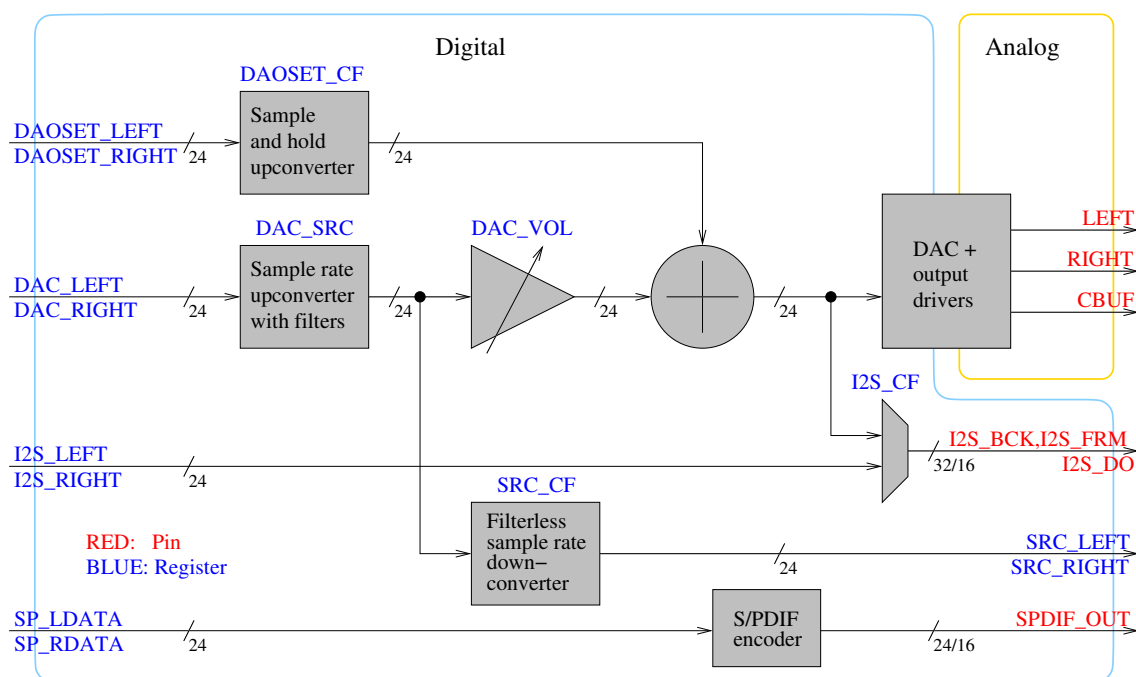 Digital
Analog
DAOSET_CF
DAOSET_LEFT
DAOSET_RIGHT
24
Sample
and hold
upconverter
24
DAC_SRC
DAC_LEFT
DAC_RIGHT
24
Sample rate
upconverter
with filters
24
DAC_VOL
24
24
DAC +
output
drivers
LEFT
RIGHT
CBUF
I2S_CF
I2S_LEFT
I2S_RIGHT
24
32/16
I2S_BCK,I2S_FRM
I2S_DO
SRC_CF
Filterless
sample rate
down-
converter
24
SRC_LEFT
SRC_RIGHT
RED: Pin
BLUE: Register
SP_LDATA
SP_RDATA
24
S/PDIF
encoder
24/16
SPDIF_OUT